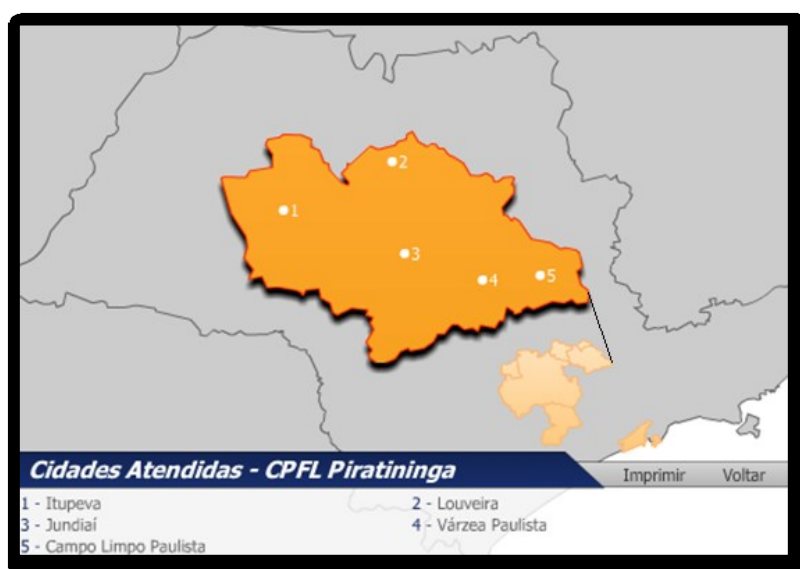 1
2
3
4
5
Cidades Atendidas - CPFL Piratininga
Imprimir Voltar
1 - Itupeva
2 - Louveira
3 - Jundiaí
4 - Várzea Paulista
5 - Campo Limpo Paulista